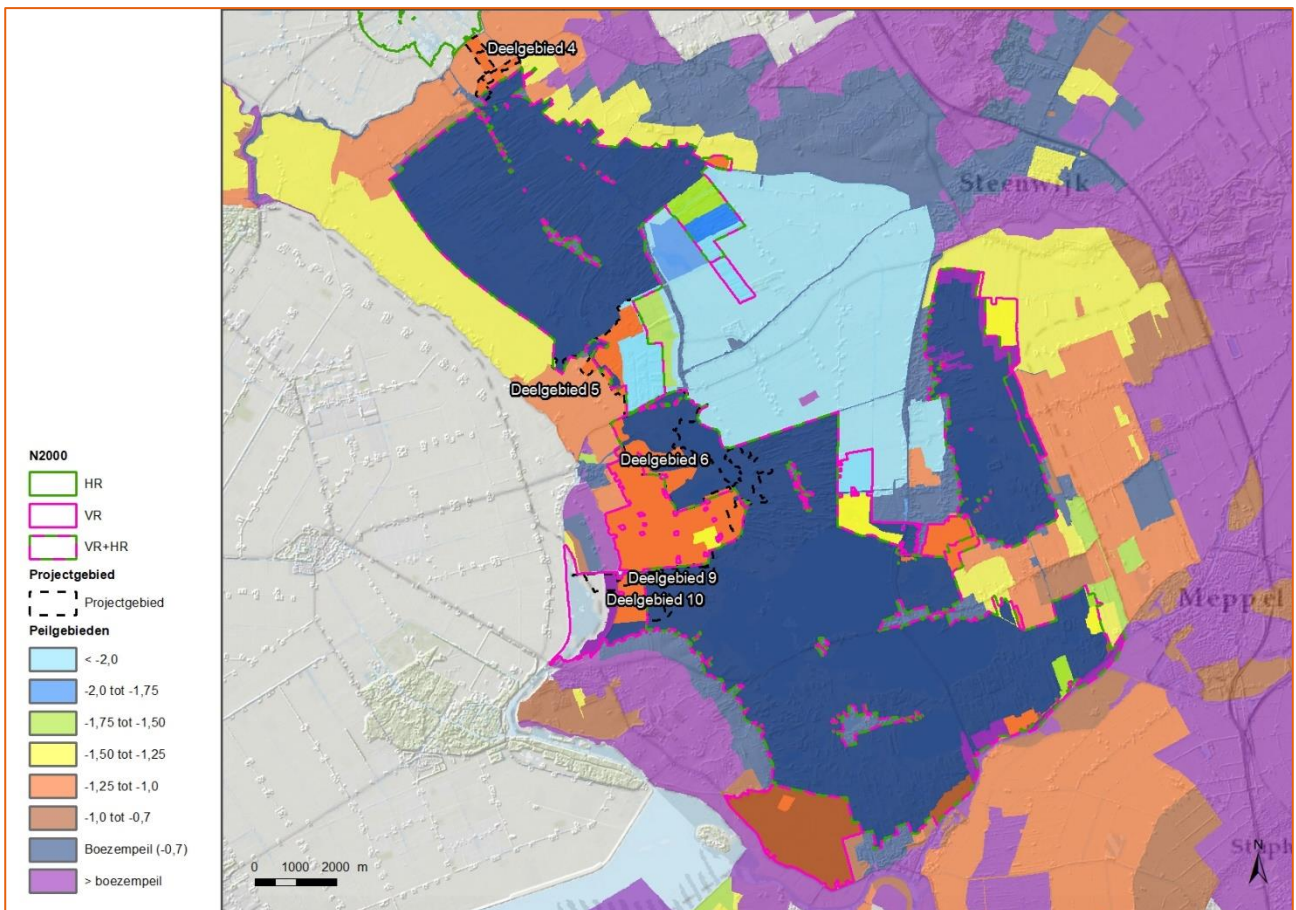 Deelgebied 4
Steenwijk
Deelgebied 5
Deelgebied 6
Deelgebied 9
Deelgebied 10
Meppel
N2000
HR
VR
VR+HR
Projectgebied
Projectgebied
Peilgebieden
< -2,0
-2,0 tot -1,75
-1,75 tot -1,50
-1,50 tot -1,25
-1,25 tot -1,0
-1,0 tot -0,7
Boezempeil (-0,7)
> boezempeil
0 1000 2000 m
N